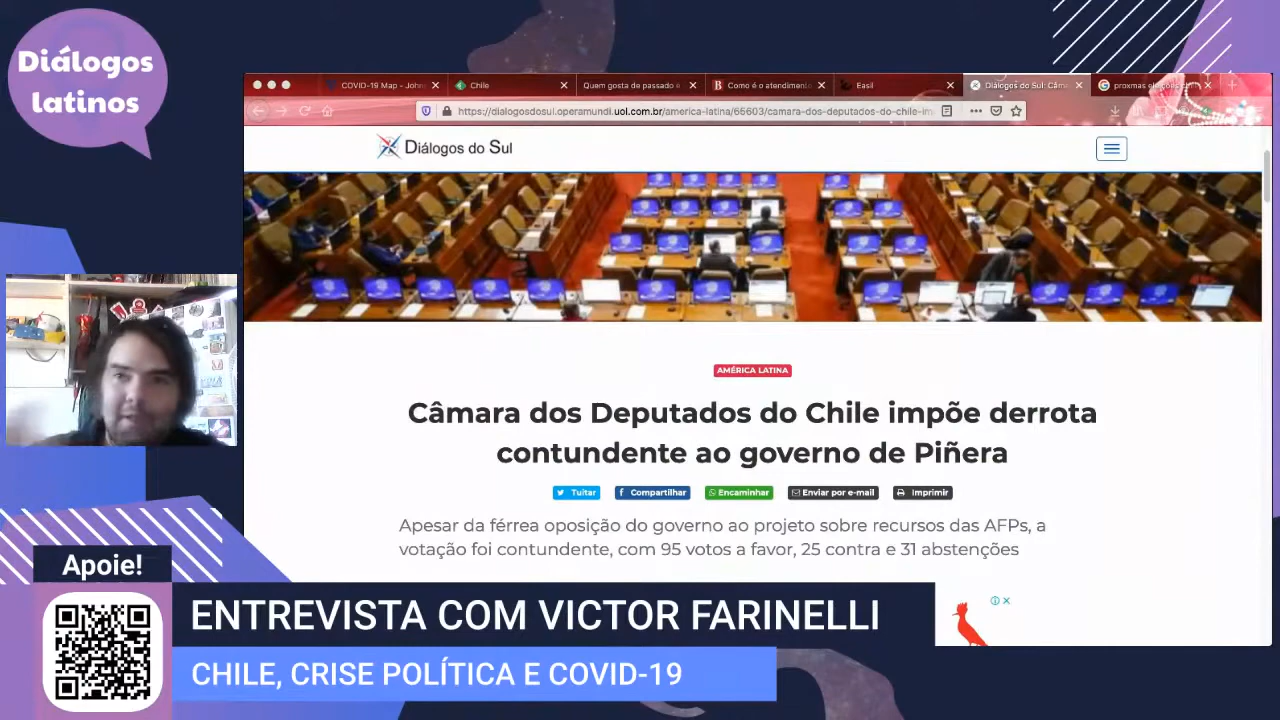 Diálogos
latinos
COVID-19 Map - John
Chile
Quem gosta de passado e
Como é o atendimento
Easil
Diálogos do Sul: Câm
https://dialogosdosul.operamundi.uol.com.br/america-latina/66603/camara-dos-deputados-do-chile-im
Diálogos do Sul
AMÉRICA LATINA
Câmara dos Deputados do Chile impõe derrota
contundente ao governo de Piñera
Tuitar
Compartilhar
Encaminhar
Enviar por e-mail
Imprimir
Apesar da férrea oposição do governo ao projeto sobre recursos das AFPs, a
votação foi contundente, com 95 votos a favor, 25 contra e 31 abstenções
Apoie!
ENTREVISTA COM VICTOR FARINELLI
CHILE, CRISE POLÍTICA E COVID-19